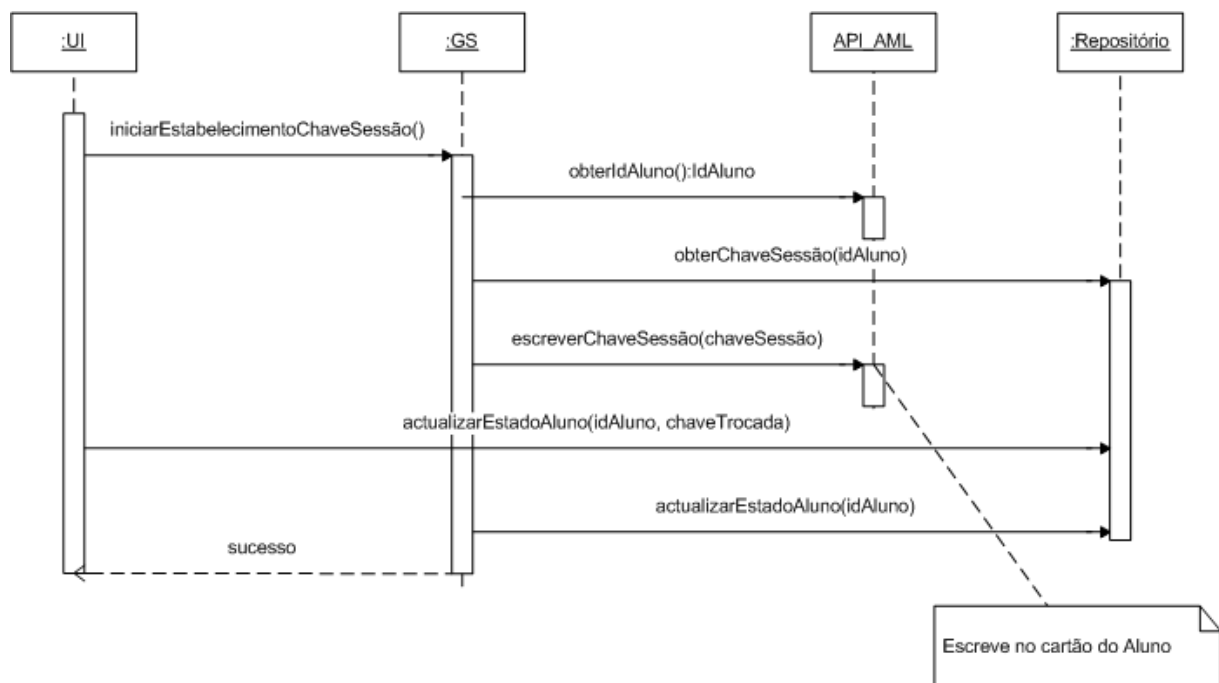 :UI
:GS
API_AML
:Repositório
iniciarEstabelecimentoChaveSessão()
obterIdAluno():IdAluno
obterChaveSessão(idAluno)
escreverChaveSessão(chaveSessão)
actualizarEstadoAluno(idAluno, chaveTrocada)
actualizarEstadoAluno(idAluno)
sucesso
Escreve no cartão do Aluno